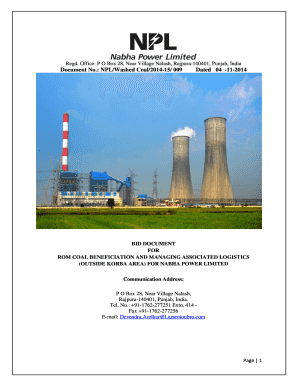 NPL
Nabha Power Limited
Regd. Office: P O Box 28, Near Village Nalash, Rajpura-140401, Punjab, India
Document No.: NPL/Washed Coal/2014-15/ 009 Dated 04 -11-2014
BID DOCUMENT
FOR
ROM COAL BENEFICIATION AND MANAGING ASSOCIATED LOGISTICS
(OUTSIDE KORBA AREA) FOR NABHA POWER LIMITED
Communication Address:
P O Box 28, Near Village Nalash,
Rajpura-140401, Punjab, India.
Tel. No.: +91-1762-277251 Extn. 414 -
Fax +91-1762-277256
E-mail: Devendra.Arolkar@Larsentoubro.com
Page | 1